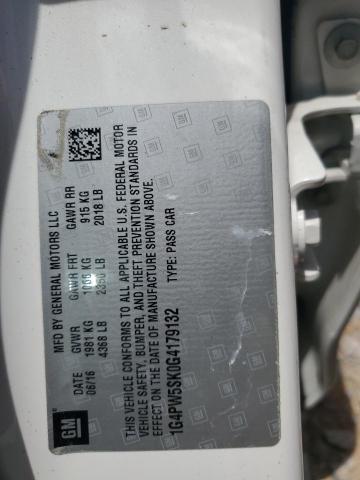 GM
MFD BY GENERAL MOTORS LLC
DATE GVWR GAWR FRT GAWR RR
06/16 1981 KG 1066 KG 915 KG
4368 LB 2350 LB 2018 LB
THIS VEHICLE CONFORMS TO ALL APPLICABLE U.S. FEDERAL MOTOR
VEHICLE SAFETY, BUMPER, AND THEFT PREVENTION STANDARDS IN
EFFECT ON THE DATE OF MANUFACTURE SHOWN ABOVE.
1G4PW5SK0G4179132 TYPE: PASS CAR